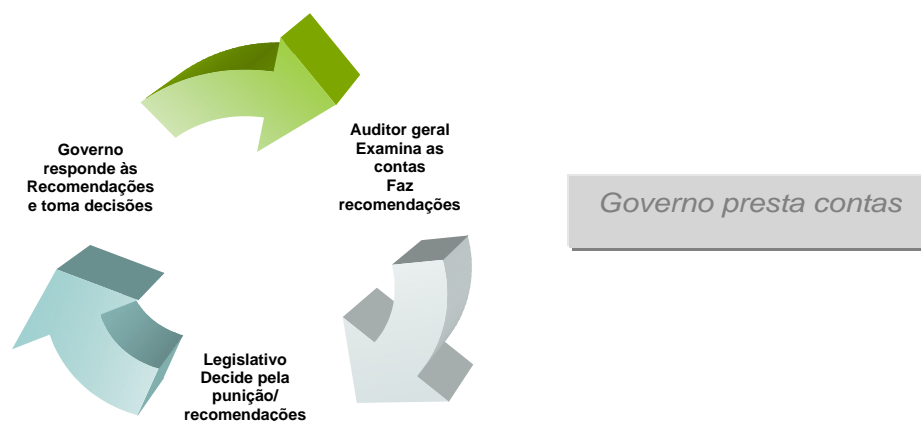 Governo
responde às
Recomendações
e toma decisões
Auditor geral
Examina as
contas
Faz
recomendações
Legislativo
Decide pela
punição/
recomendações
Governo presta contas